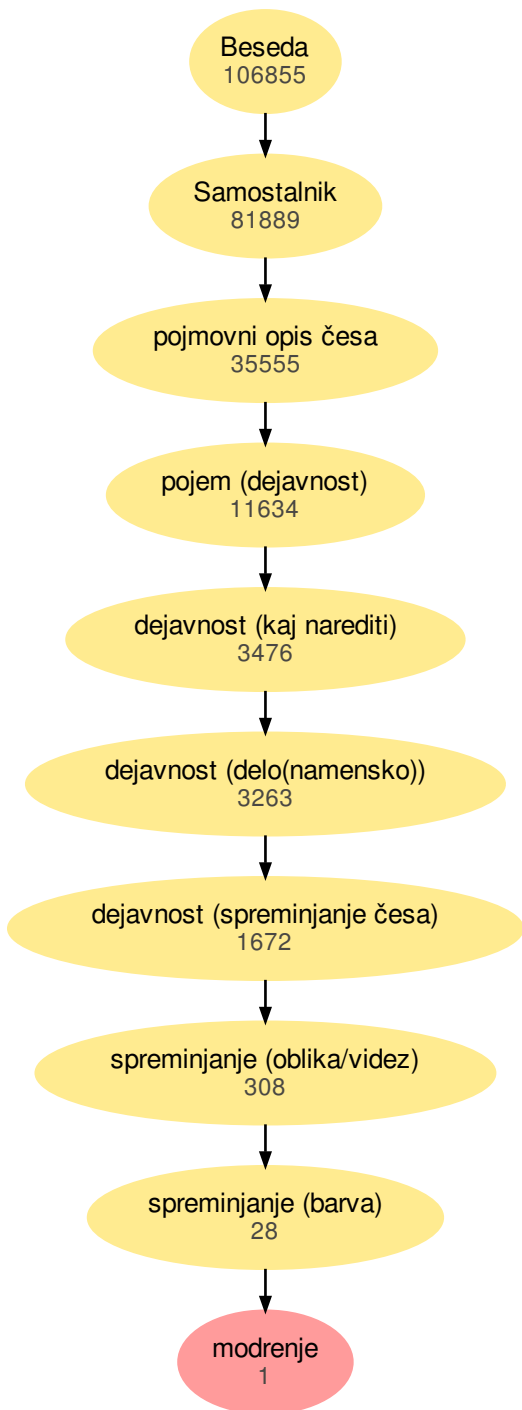 Beseda
106855
Samostalnik
81889
pojmovni opis česa
35555
pojem (dejavnost)
11634
dejavnost (kaj narediti)
3476
dejavnost (delo(namensko))
3263
dejavnost (spreminjanje česa)
1672
spreminjanje (oblika/videz)
308
spreminjanje (barva)
28
modrenje
1